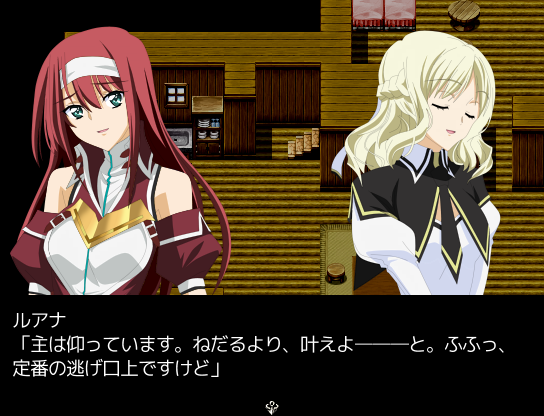 ルアナ
「主は仰っています。ねだるより、叶えよ―――と。ふふっ、
定番の逃げ口上ですけど」